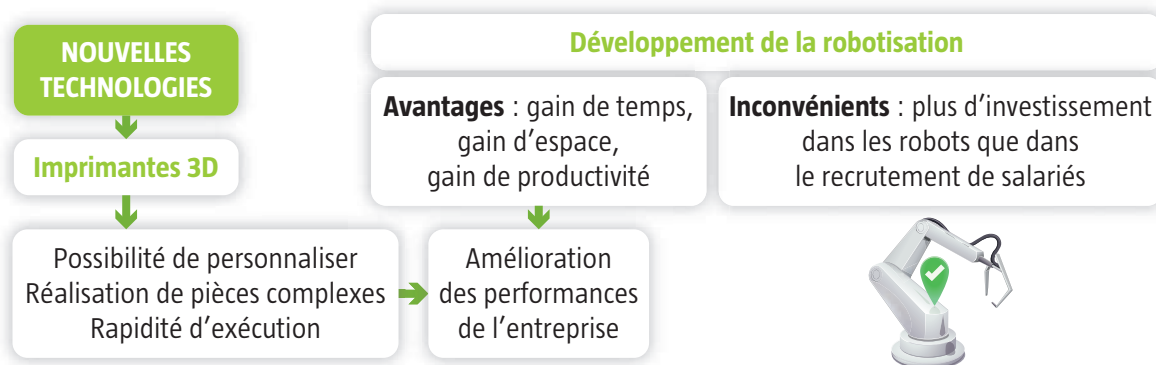 NOUVELLES
TECHNOLOGIES
Imprimantes 3D
Possibilité de personnaliser
Réalisation de pièces complexes
Rapidité d’exécution
Développement de la robotisation
Avantages : gain de temps,
gain d’espace,
gain de productivité
Inconvénients : plus d’investissement
dans les robots que dans
le recrutement de salariés
Amélioration
des performances
de l’entreprise